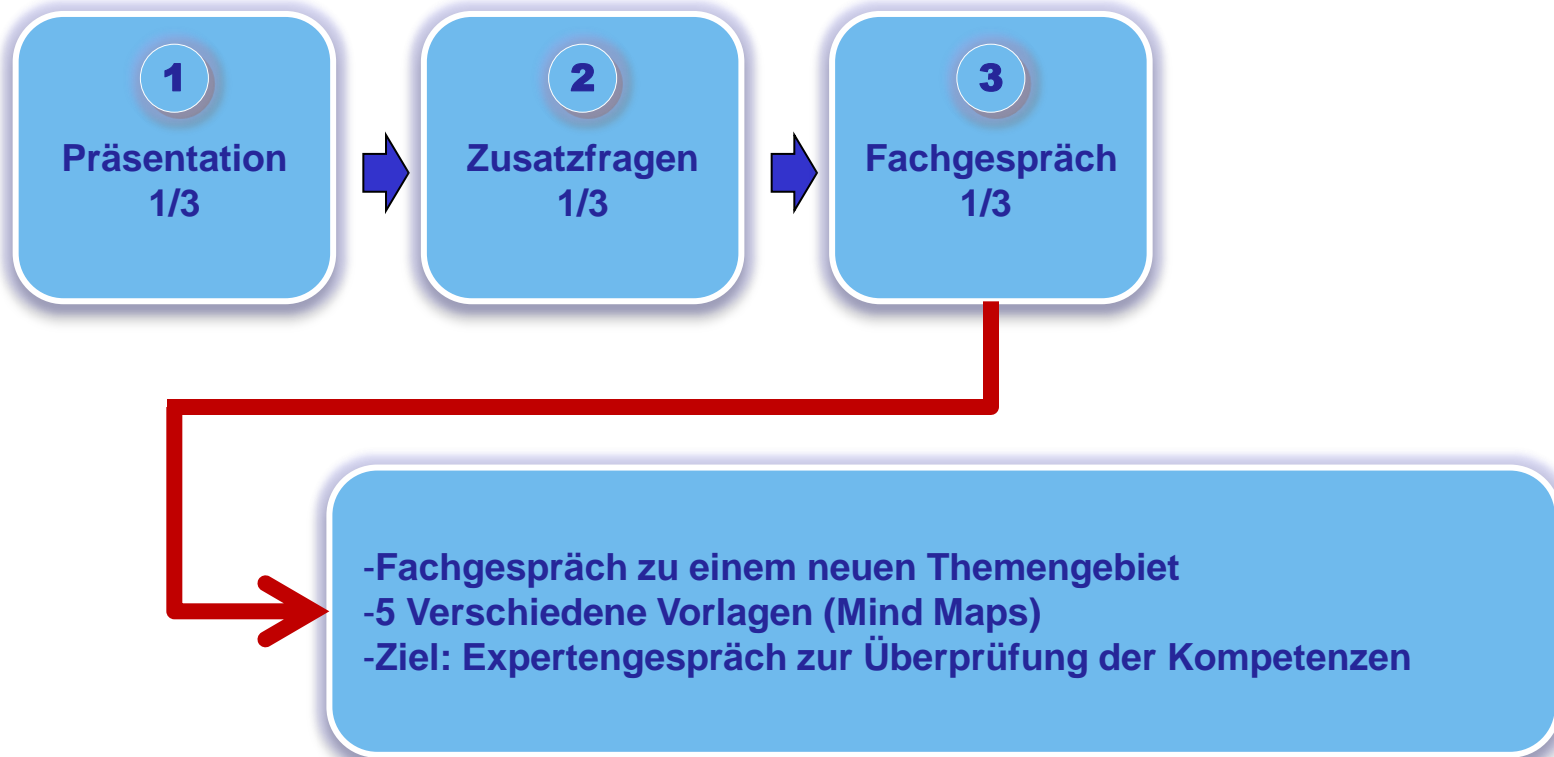 1
Präsentation
1/3
2
Zusatzfragen
1/3
3
Fachgespräch
1/3
-Fachgespräch zu einem neuen Themengebiet
-5 Verschiedene Vorlagen (Mind Maps)
-Ziel: Expertengespräch zur Überprüfung der Kompetenzen